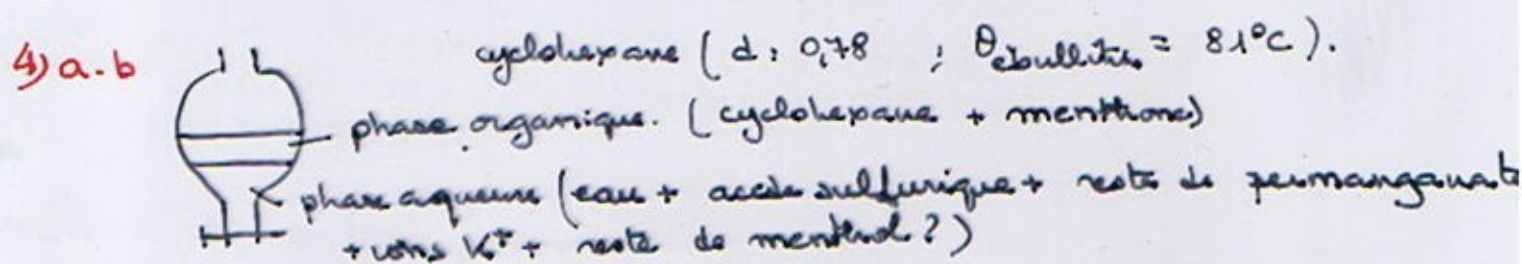 4) a.b
cyclohexane ( d : 0,78 ; θébullition = 81°C ).
phase organique. ( cyclohexane + menthone)
phase aqueuse (eau + acide sulfurique + reste de permanganate
+ ions K⁺ + reste de menthol ? )